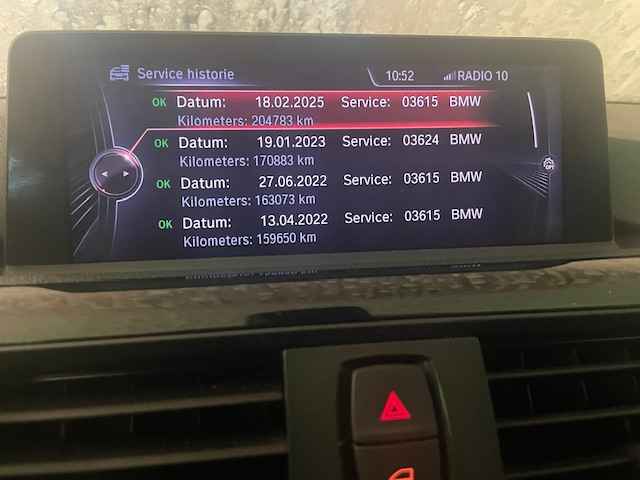 Service historie 10:52 RADIO 10
OK Datum: 18.02.2025 Service: 03615 BMW
Kilometers: 204783 km
OK Datum: 19.01.2023 Service: 03624 BMW
Kilometers: 170883 km
OK Datum: 27.06.2022 Service: 03615 BMW
Kilometers: 163073 km
OK Datum: 13.04.2022 Service: 03615 BMW
Kilometers: 159650 km